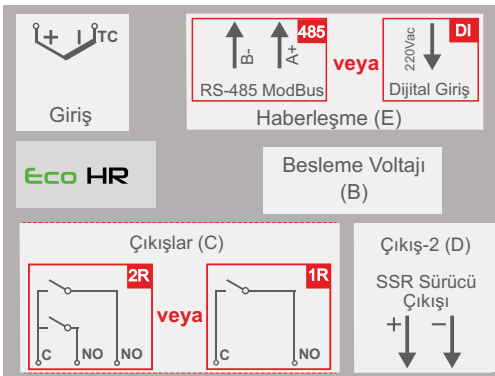 + TC
Giriş
B- A+ 485
RS-485 ModBus
veya
220Vac DI
Dijital Giriş
Haberleşme (E)
Eco HR
Besleme Voltajı
(B)
Çıkışlar (C)
2R
C NO NO
veya
1R
C NO
Çıkış-2 (D)
SSR Sürücü
Çıkışı
+ −